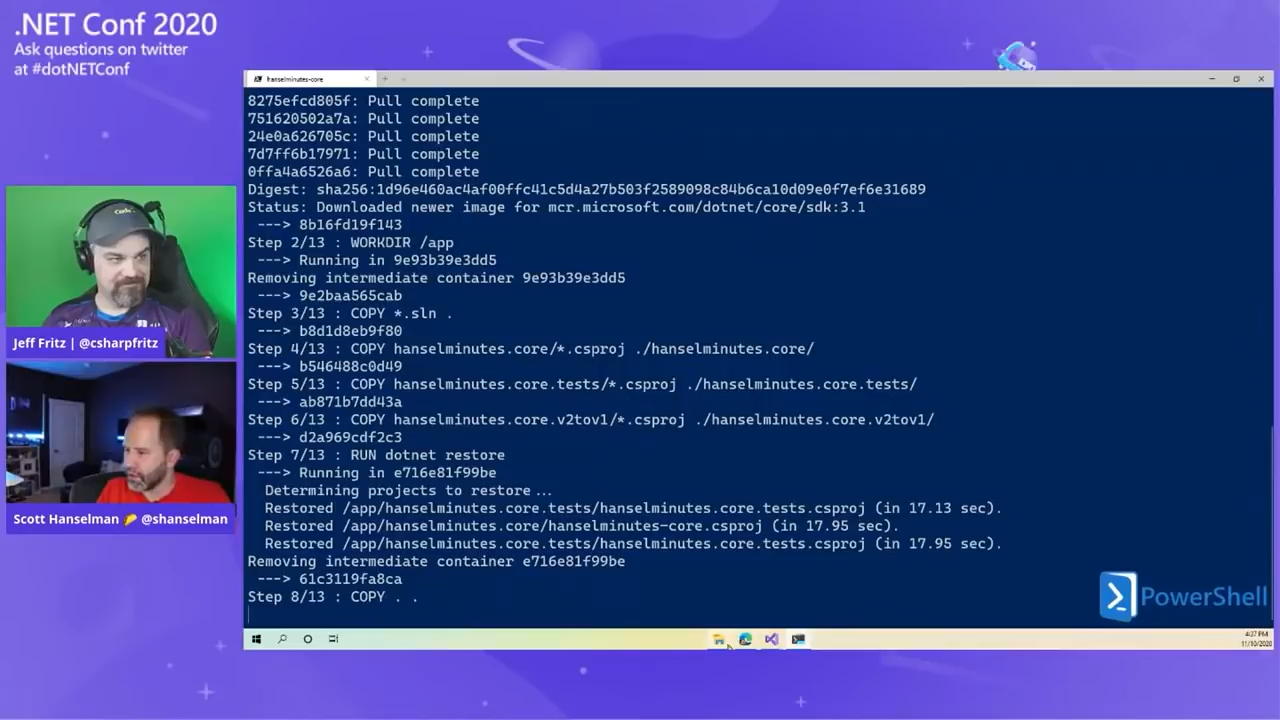 .NET Conf 2020
Ask questions on twitter
at #dotNETConf
hanselminutes-core
8275efcd805f: Pull complete
751620502a7a: Pull complete
24e0a626705c: Pull complete
7d7ff6b17971: Pull complete
0ffa4a6526a6: Pull complete
Digest: sha256:1d96e460ac4af00ffc41c5d4a27b503f2589098c84b6ca10d09e0f7ef6e31689
Status: Downloaded newer image for mcr.microsoft.com/dotnet/core/sdk:3.1
---> 8b16fd19f143
Step 2/13 : WORKDIR /app
---> Running in 9e93b39e3dd5
Removing intermediate container 9e93b39e3dd5
---> 9e2baa565cab
Step 3/13 : COPY *.sln .
---> b8d1d8eb9f80
Step 4/13 : COPY hanselminutes.core/*.csproj ./hanselminutes.core/
---> b546488c0d49
Step 5/13 : COPY hanselminutes.core.tests/*.csproj ./hanselminutes.core.tests/
---> ab871b7dd43a
Step 6/13 : COPY hanselminutes.core.v2tov1/*.csproj ./hanselminutes.core.v2tov1/
---> d2a969cdf2c3
Step 7/13 : RUN dotnet restore
---> Running in e716e81f99be
Determining projects to restore...
Restored /app/hanselminutes.core.tests/hanselminutes.core.tests.csproj (in 17.13 sec).
Restored /app/hanselminutes.core/hanselminutes-core.csproj (in 17.95 sec).
Restored /app/hanselminutes.core.tests/hanselminutes.core.tests.csproj (in 17.95 sec).
Removing intermediate container e716e81f99be
---> 61c3119fa8ca
Step 8/13 : COPY . .
PowerShell
4:27 PM
11/10/2020
Jeff Fritz | @csharpfritz
Scott Hanselman 🌮 @shanselman